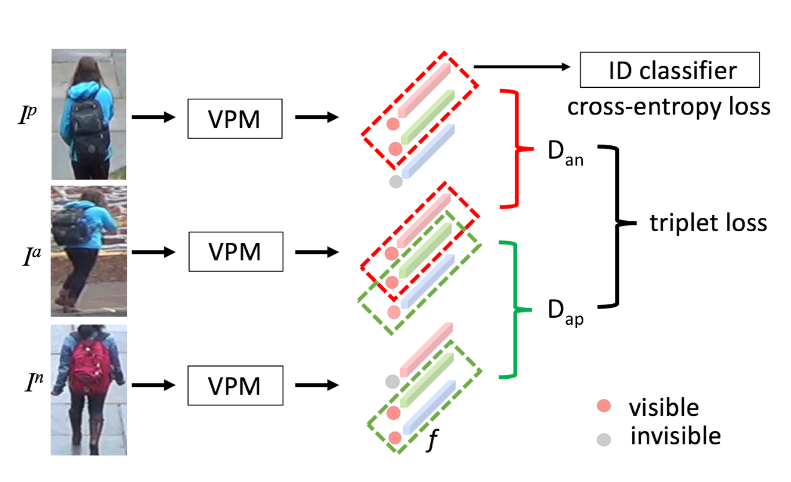 I^p
VPM
ID classifier
cross-entropy loss
D_an
I^a
VPM
triplet loss
D_ap
I^n
VPM
f
visible
invisible